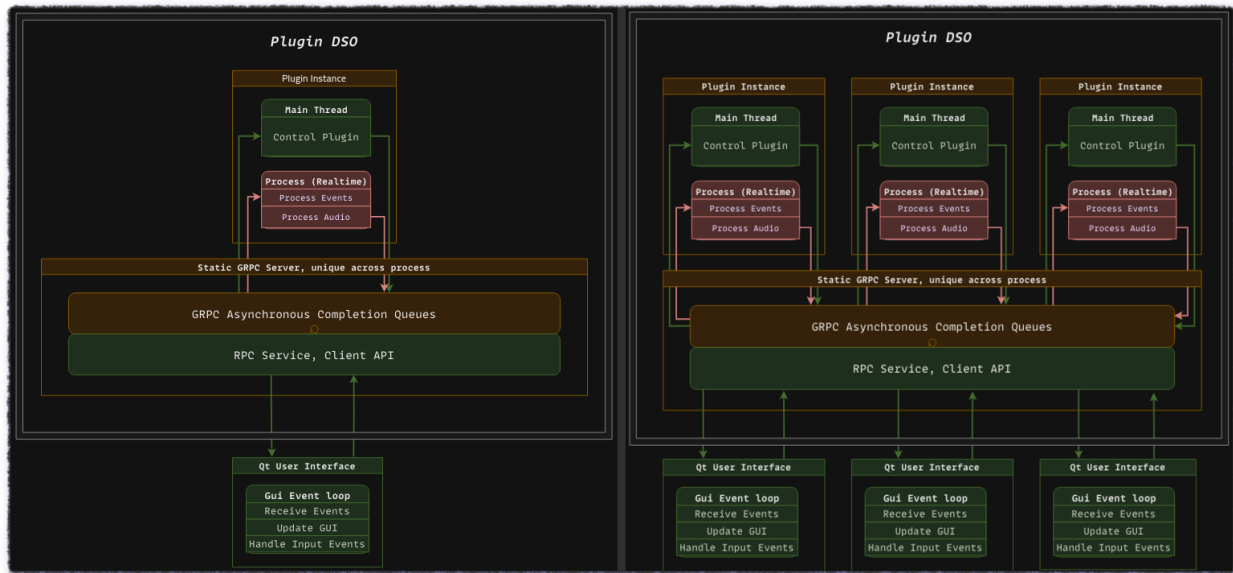 Plugin DSO
Plugin Instance
Main Thread
Control Plugin
Process (Realtime)
Process Events
Process Audio
Static GRPC Server, unique across process
GRPC Asynchronous Completion Queues
RPC Service, Client API
Qt User Interface
Gui Event loop
Receive Events
Update GUI
Handle Input Events
Plugin DSO
Plugin Instance
Main Thread
Control Plugin
Process (Realtime)
Process Events
Process Audio
Plugin Instance
Main Thread
Control Plugin
Process (Realtime)
Process Events
Process Audio
Plugin Instance
Main Thread
Control Plugin
Process (Realtime)
Process Events
Process Audio
Static GRPC Server, unique across process
GRPC Asynchronous Completion Queues
RPC Service, Client API
Qt User Interface
Gui Event loop
Receive Events
Update GUI
Handle Input Events
Qt User Interface
Gui Event loop
Receive Events
Update GUI
Handle Input Events
Qt User Interface
Gui Event loop
Receive Events
Update GUI
Handle Input Events